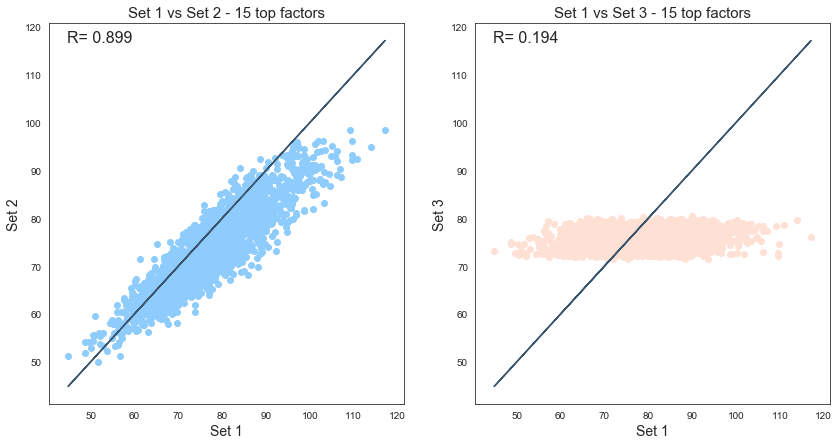 Set 1 vs Set 2 - 15 top factors
R= 0.899
120
110
100
90
80
70
60
50
Set 2
50 60 70 80 90 100 110 120
Set 1
Set 1 vs Set 3 - 15 top factors
R= 0.194
120
110
100
90
80
70
60
50
Set 3
50 60 70 80 90 100 110 120
Set 1